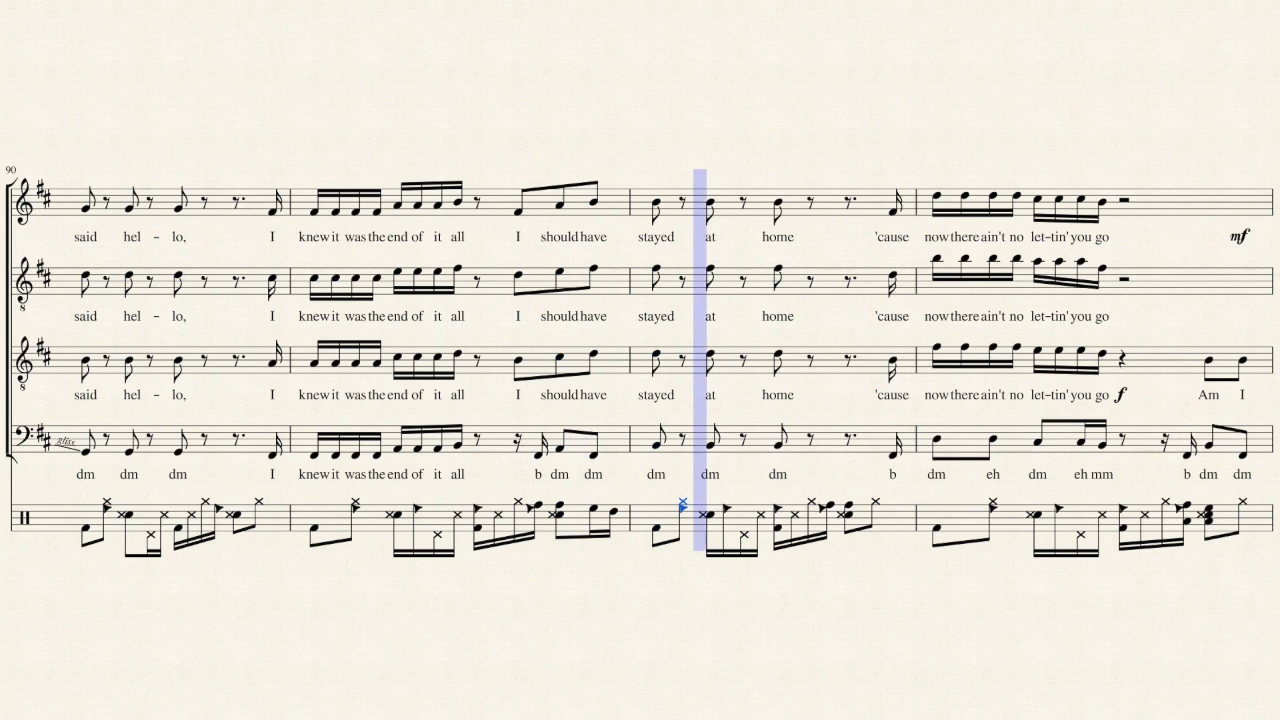 90
said hel - lo, I knew it was the end of it all I should have stayed at home 'cause now there ain't no let-tin' you go mf
8
said hel - lo, I knew it was the end of it all I should have stayed at home 'cause now there ain't no let-tin' you go
8
said hel - lo, I knew it was the end of it all I should have stayed at home 'cause now there ain't no let-tin' you go f Am I
gliss.
dm dm dm I knew it was the end of it all b dm dm dm dm dm b dm eh dm eh mm b dm dm